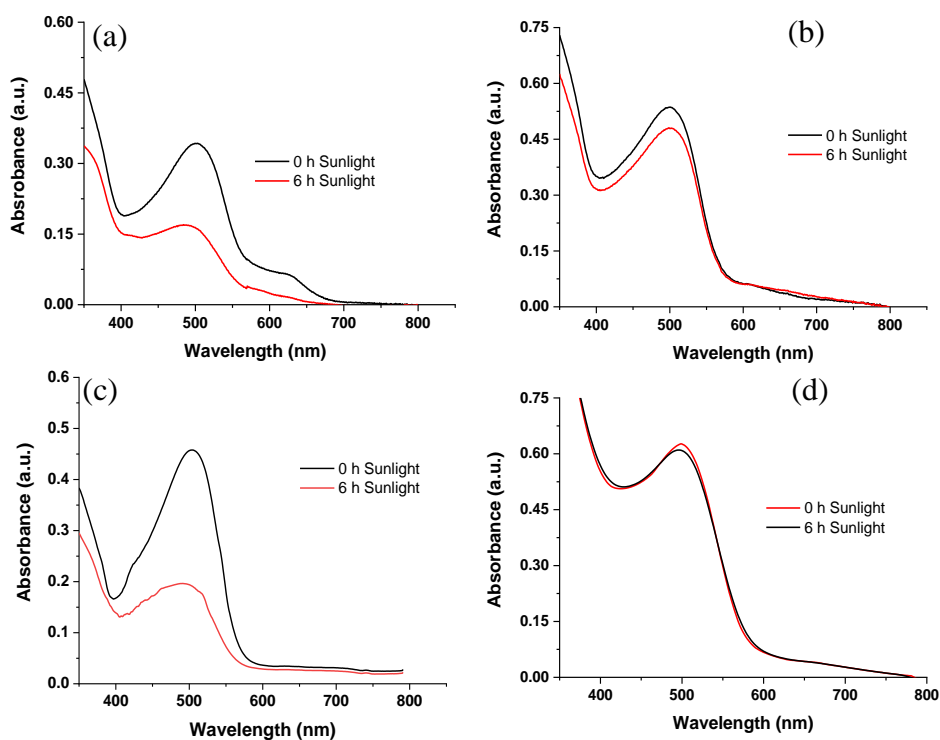 (a)
0.60
0.45
0.30
0.15
0.00
Absrobance (a.u.)
0 h Sunlight
6 h Sunlight
400 500 600 700 800
Wavelength (nm)
(b)
0.75
0.60
0.45
0.30
0.15
0.00
Absorbance (a.u.)
0 h Sunlight
6 h Sunlight
400 500 600 700 800
Wavelength (nm)
(c)
0.6
0.5
0.4
0.3
0.2
0.1
0.0
Absorbance (a.u.)
0 h Sunlight
6 h Sunlight
400 500 600 700 800
Wavelength (nm)
(d)
0.75
0.60
0.45
0.30
0.15
0.00
Absorbance (a.u.)
0 h Sunlight
6 h Sunlight
400 500 600 700 800
Wavelength (nm)